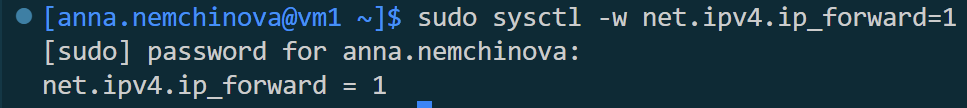 [anna.nemchinova@vm1 ~]$ sudo sysctl -w net.ipv4.ip_forward=1
[sudo] password for anna.nemchinova:
net.ipv4.ip_forward = 1